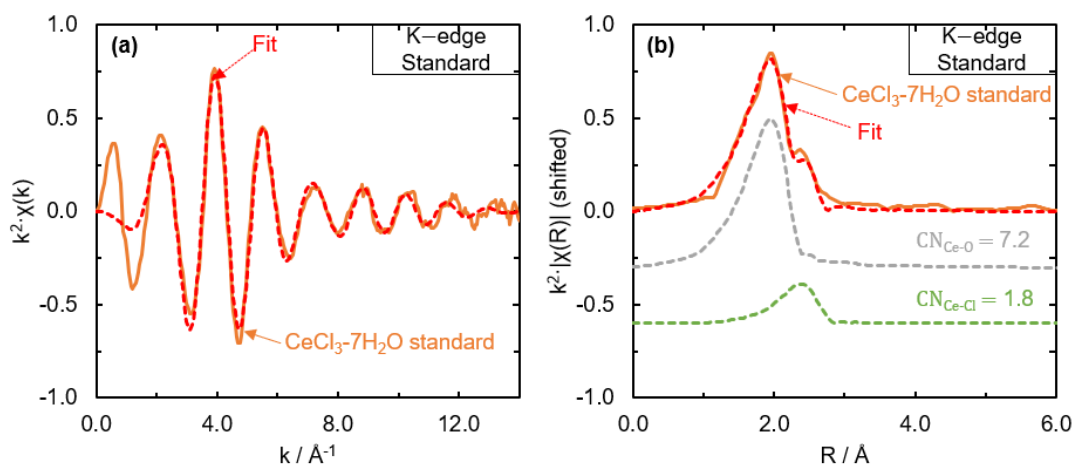 (a)
K−edge
Standard
Fit
CeCl₃-7H₂O standard
k²·χ(k)
1.0
0.5
0.0
-0.5
-1.0
0.0
4.0
8.0
12.0
k / Å⁻¹
(b)
K−edge
Standard
CeCl₃-7H₂O standard
Fit
CN_Ce-O = 7.2
CN_Ce-Cl = 1.8
k²·|χ(R)| (shifted)
1.0
0.5
0.0
-0.5
-1.0
0.0
2.0
4.0
6.0
R / Å